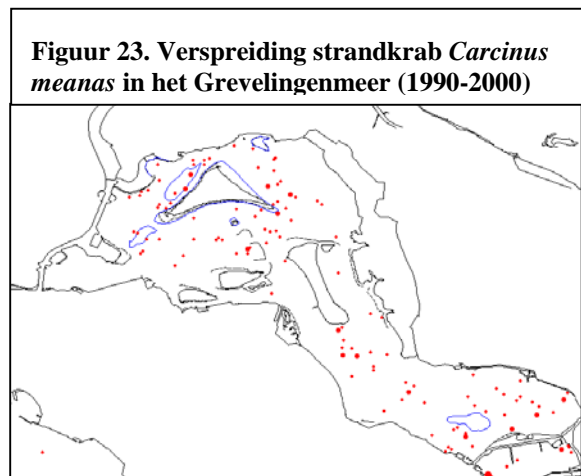 Figuur 23. Verspreiding strandkrab Carcinus
meanas in het Grevelingenmeer (1990-2000)